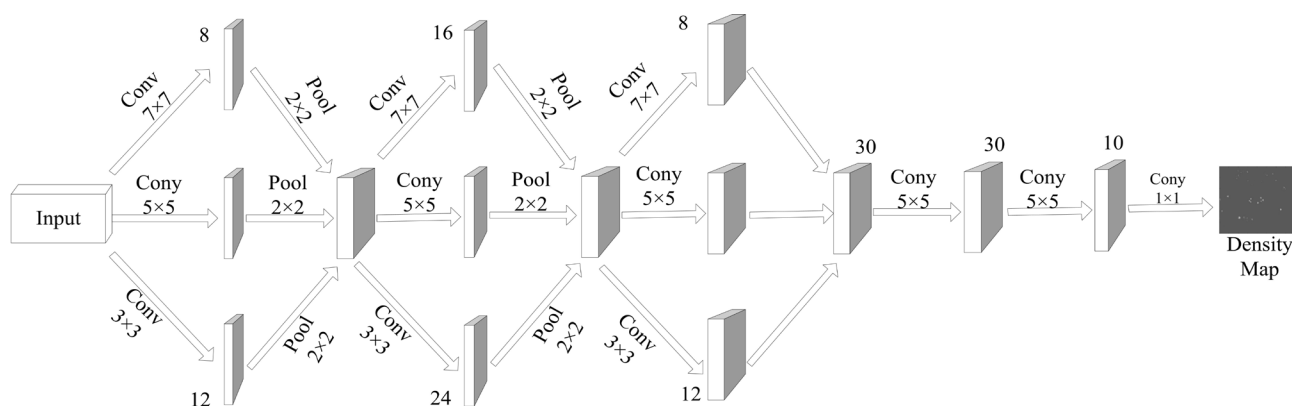 8
16
8
Conv
7×7
Pool
2×2
Conv
7×7
Pool
2×2
Conv
7×7
30
30
10
Input
Cony
5×5
Pool
2×2
Cony
5×5
Pool
2×2
Cony
5×5
Cony
5×5
Cony
5×5
Cony
1×1
Density
Map
Conv
3×3
Pool
2×2
Conv
3×3
Pool
2×2
Conv
3×3
12
24
12